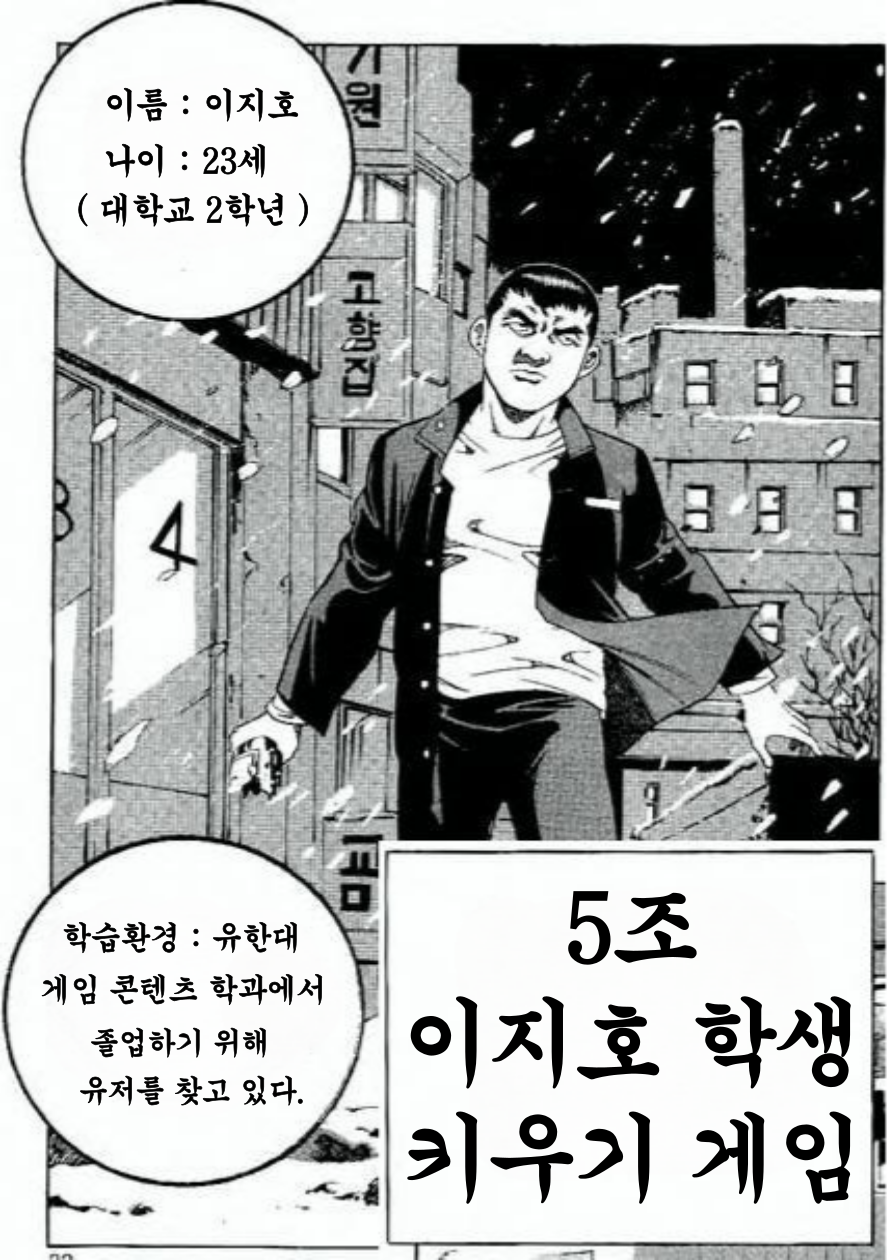 이름 : 이지호
나이 : 23세
( 대학교 2학년 )
기원
고향집
3
4
학습환경 : 유한대
게임 콘텐츠 학과에서
졸업하기 위해
유저를 찾고 있다.
5조
이지호 학생
키우기 게임